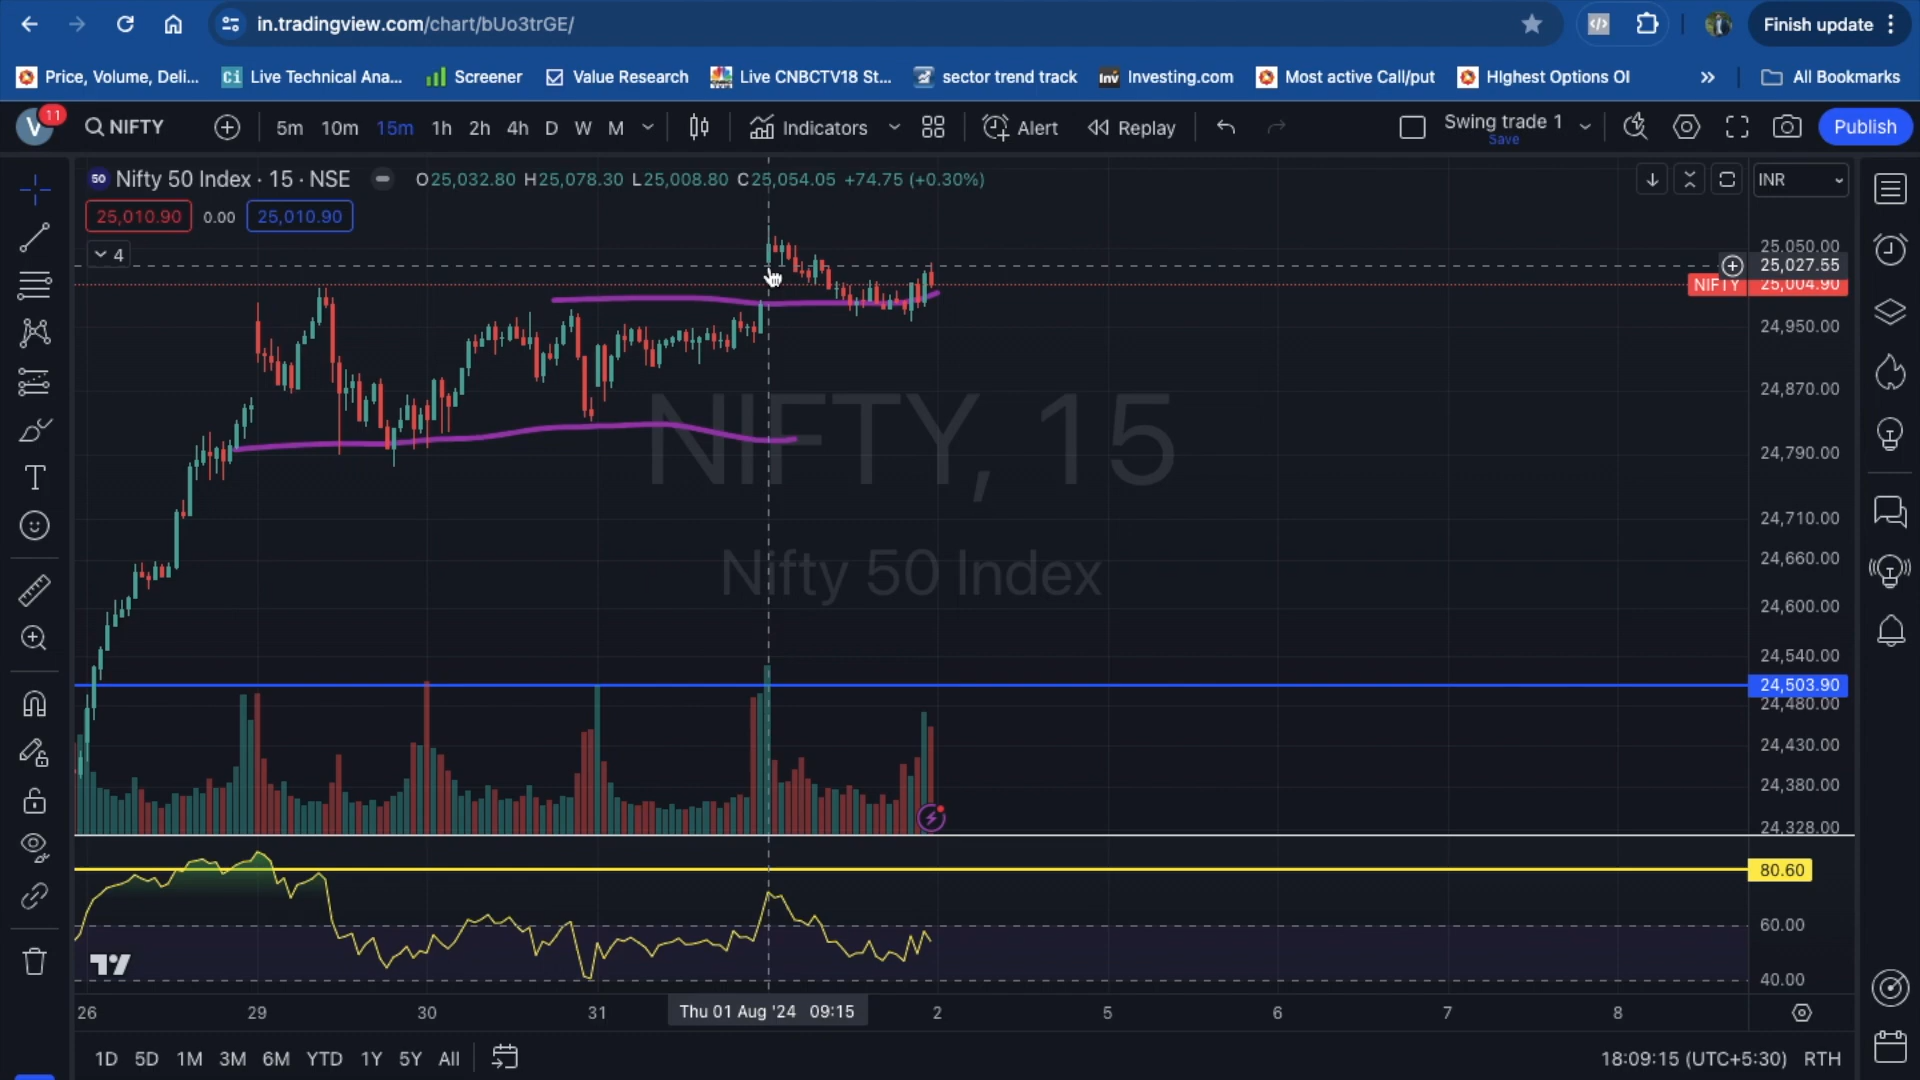 in.tradingview.com/chart/bUo3trGE/
Finish update
Price, Volume, Deli...
Live Technical Ana...
Screener
Value Research
Live CNBCTV18 St...
sector trend track
Inv Investing.com
Most active Call/put
HIghest Options OI
All Bookmarks
V 11
NIFTY
5m 10m 15m 1h 2h 4h D W M
Indicators
Alert
Replay
Swing trade 1
Save
Publish
50 Nifty 50 Index · 15 · NSE
O25,032.80 H25,078.30 L25,008.80 C25,054.05 +74.75 (+0.30%)
INR
25,010.90 0.00 25,010.90
4
25,050.00
25,027.55
NIFTY 25,004.90
24,950.00
24,870.00
24,790.00
24,710.00
24,660.00
24,600.00
24,540.00
24,503.90
24,480.00
24,430.00
24,380.00
24,328.00
NIFTY, 15
Nifty 50 Index
80.60
60.00
40.00
26 29 30 31 Thu 01 Aug '24 09:15 2 5 6 7 8
1D 5D 1M 3M 6M YTD 1Y 5Y All
18:09:15 (UTC+5:30) RTH